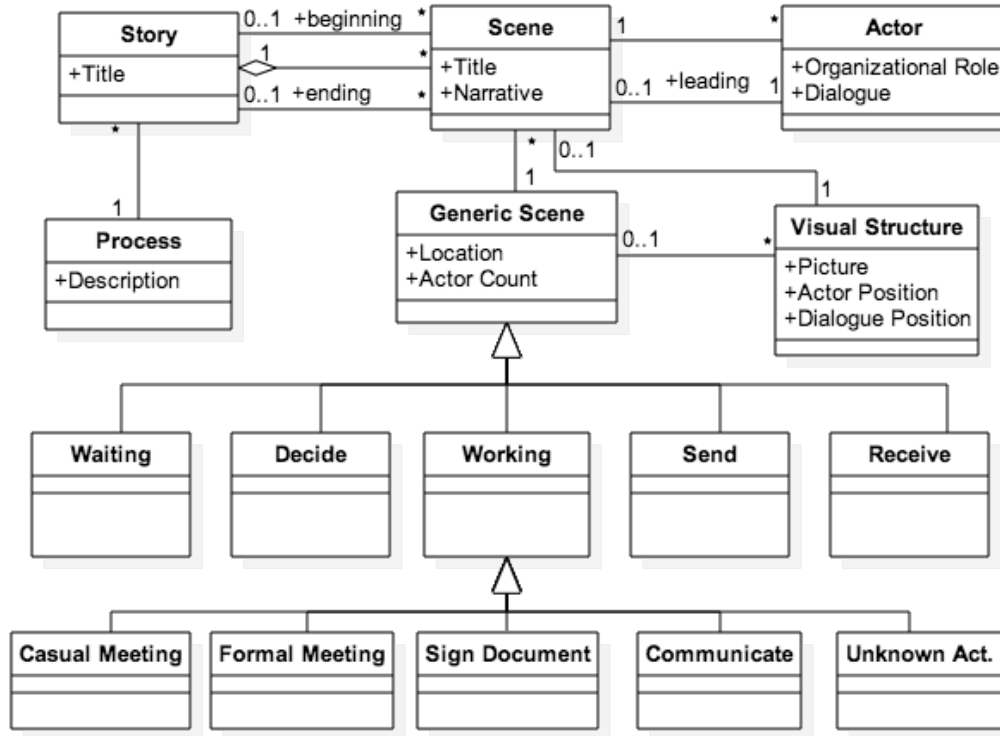 Story
+Title
0..1 +beginning *
1 *
0..1 +ending *
Scene
+Title
+Narrative
1 *
0..1 +leading 1
Actor
+Organizational Role
+Dialogue
*
1
Process
+Description
*
1
0..1
1
Generic Scene
+Location
+Actor Count
0..1 *
Visual Structure
+Picture
+Actor Position
+Dialogue Position
Waiting
Decide
Working
Send
Receive
Casual Meeting
Formal Meeting
Sign Document
Communicate
Unknown Act.